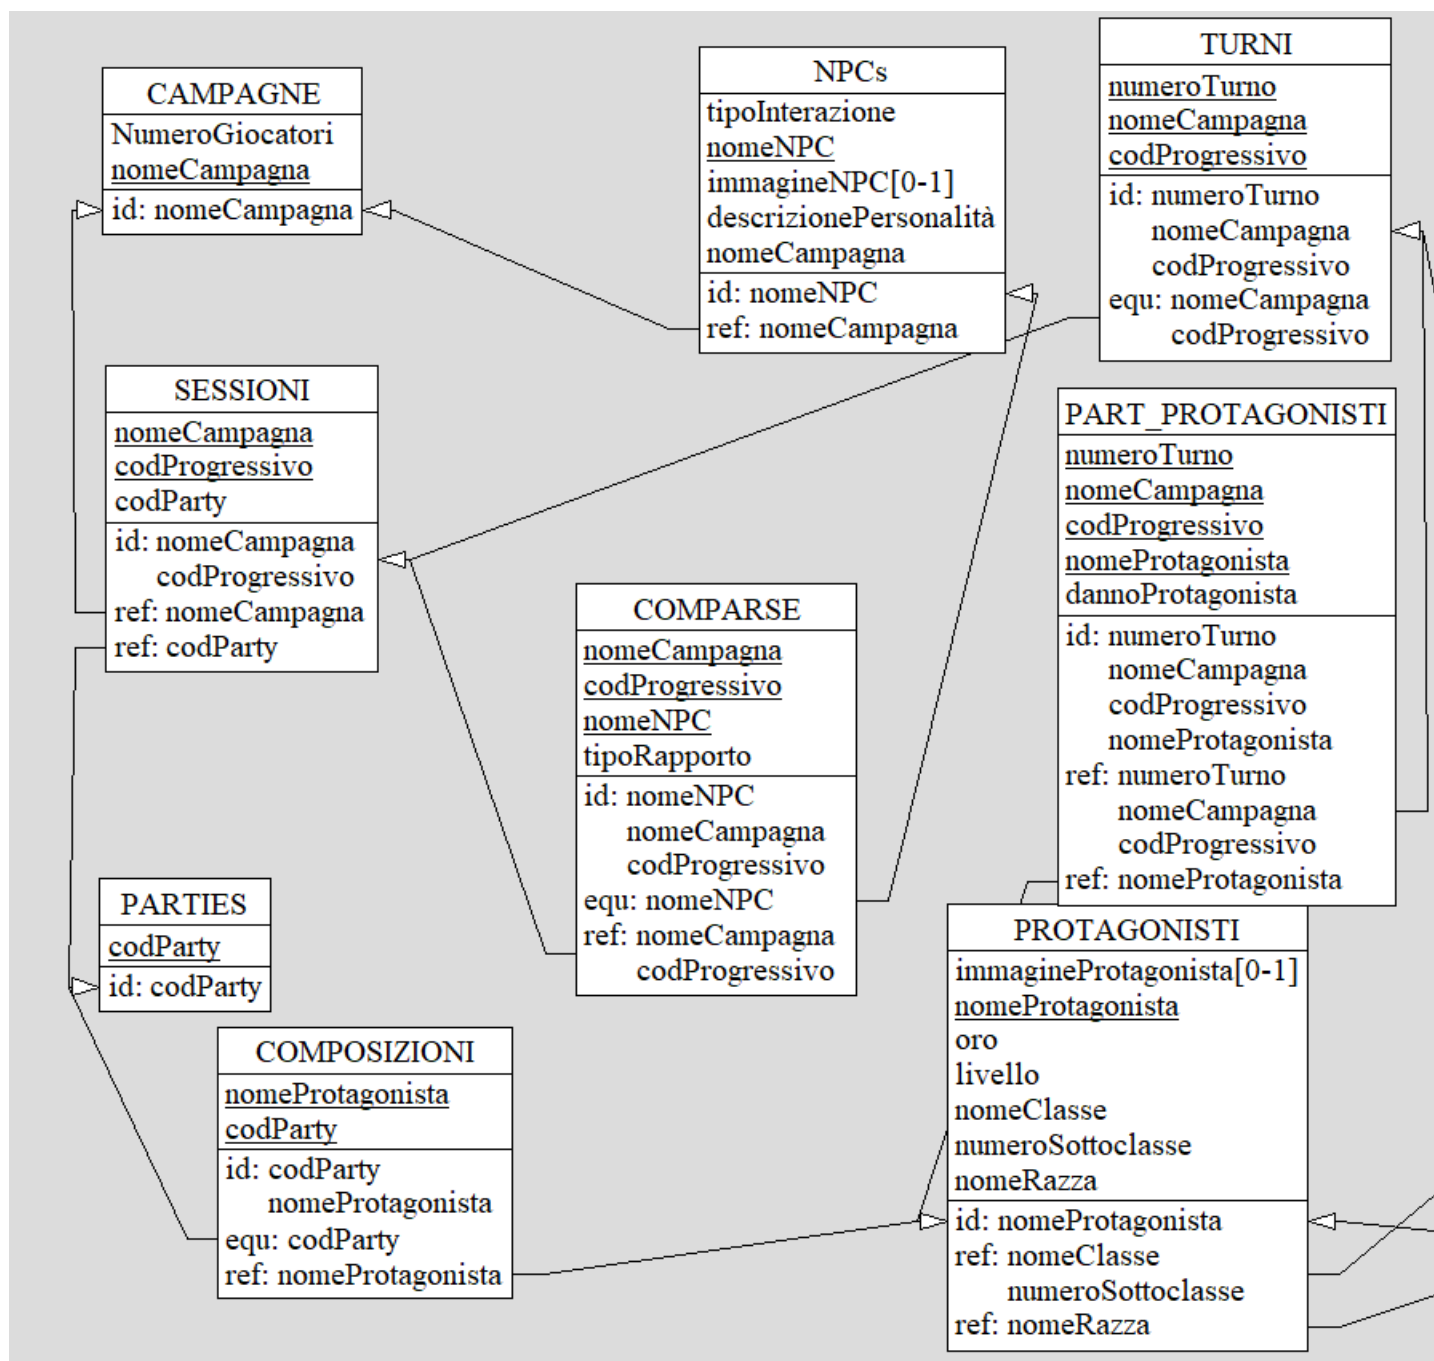 CAMPAGNE
NumeroGiocatori
nomeCampagna
id: nomeCampagna
NPCs
tipoInterazione
nomeNPC
immagineNPC[0-1]
descrizionePersonalità
nomeCampagna
id: nomeNPC
ref: nomeCampagna
TURNI
numeroTurno
nomeCampagna
codProgressivo
id: numeroTurno
nomeCampagna
codProgressivo
equ: nomeCampagna
codProgressivo
SESSIONI
nomeCampagna
codProgressivo
codParty
id: nomeCampagna
codProgressivo
ref: nomeCampagna
ref: codParty
COMPARSE
nomeCampagna
codProgressivo
nomeNPC
tipoRapporto
id: nomeNPC
nomeCampagna
codProgressivo
equ: nomeNPC
ref: nomeCampagna
codProgressivo
PART_PROTAGONISTI
numeroTurno
nomeCampagna
codProgressivo
nomeProtagonista
dannoProtagonista
id: numeroTurno
nomeCampagna
codProgressivo
nomeProtagonista
ref: numeroTurno
nomeCampagna
codProgressivo
ref: nomeProtagonista
PARTIES
codParty
id: codParty
COMPOSIZIONI
nomeProtagonista
codParty
id: codParty
nomeProtagonista
equ: codParty
ref: nomeProtagonista
PROTAGONISTI
immagineProtagonista[0-1]
nomeProtagonista
oro
livello
nomeClasse
numeroSottoclasse
nomeRazza
id: nomeProtagonista
ref: nomeClasse
numeroSottoclasse
ref: nomeRazza